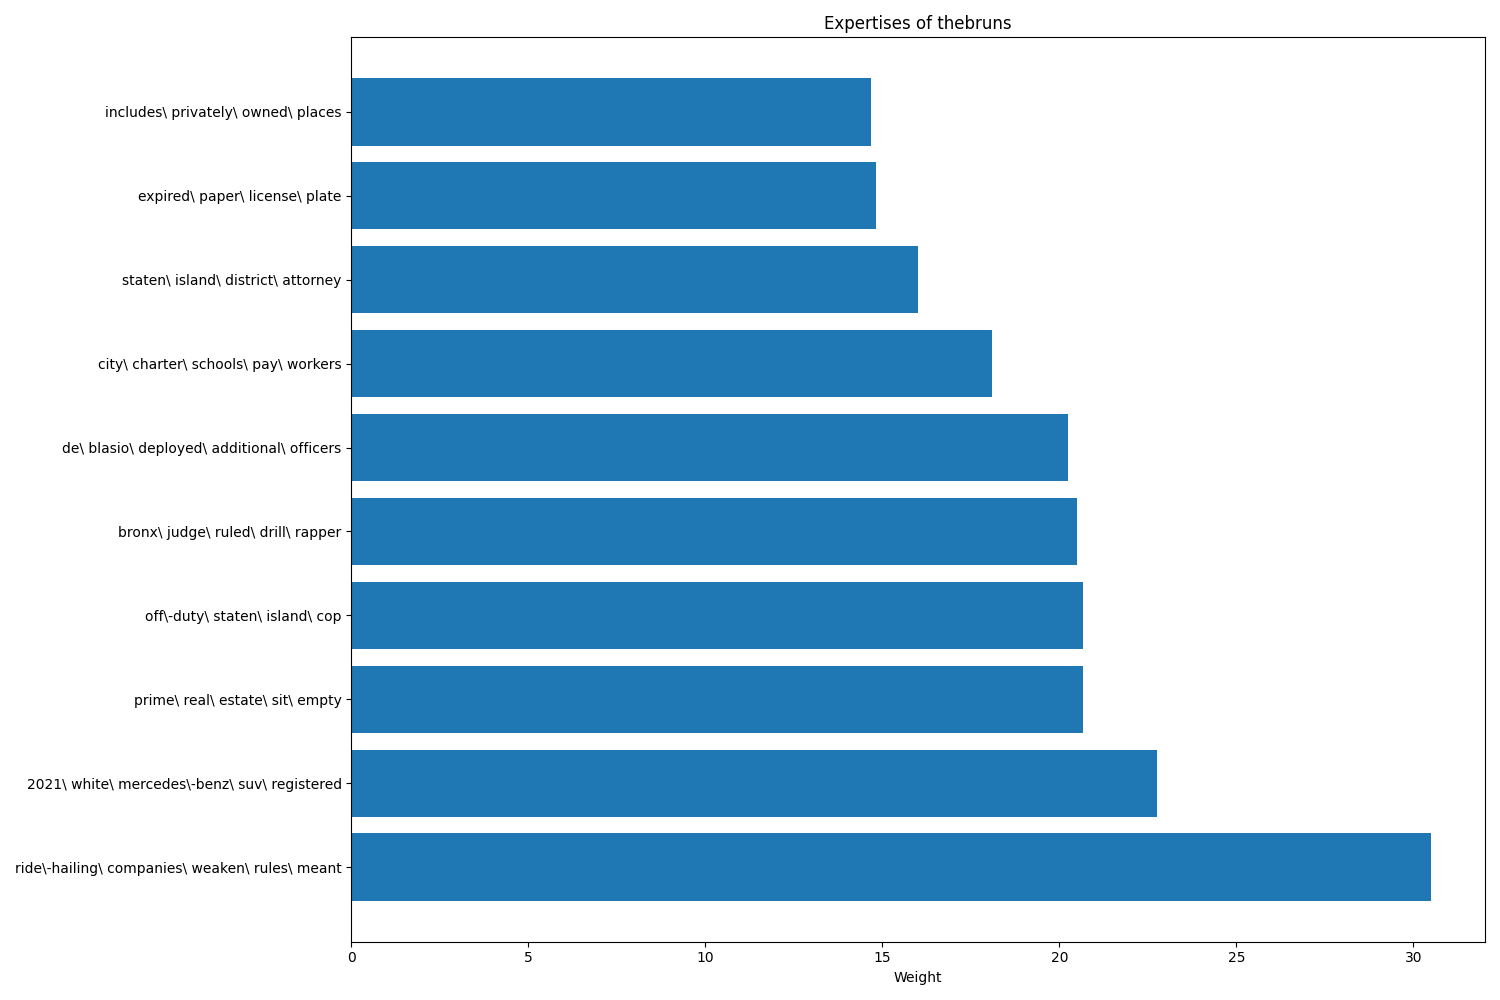 Expertises of thebruns
includes\ privately\ owned\ places
expired\ paper\ license\ plate
staten\ island\ district\ attorney
city\ charter\ schools\ pay\ workers
de\ blasio\ deployed\ additional\ officers
bronx\ judge\ ruled\ drill\ rapper
off\-duty\ staten\ island\ cop
prime\ real\ estate\ sit\ empty
2021\ white\ mercedes\-benz\ suv\ registered
ride\-hailing\ companies\ weaken\ rules\ meant
0 5 10 15 20 25 30
Weight